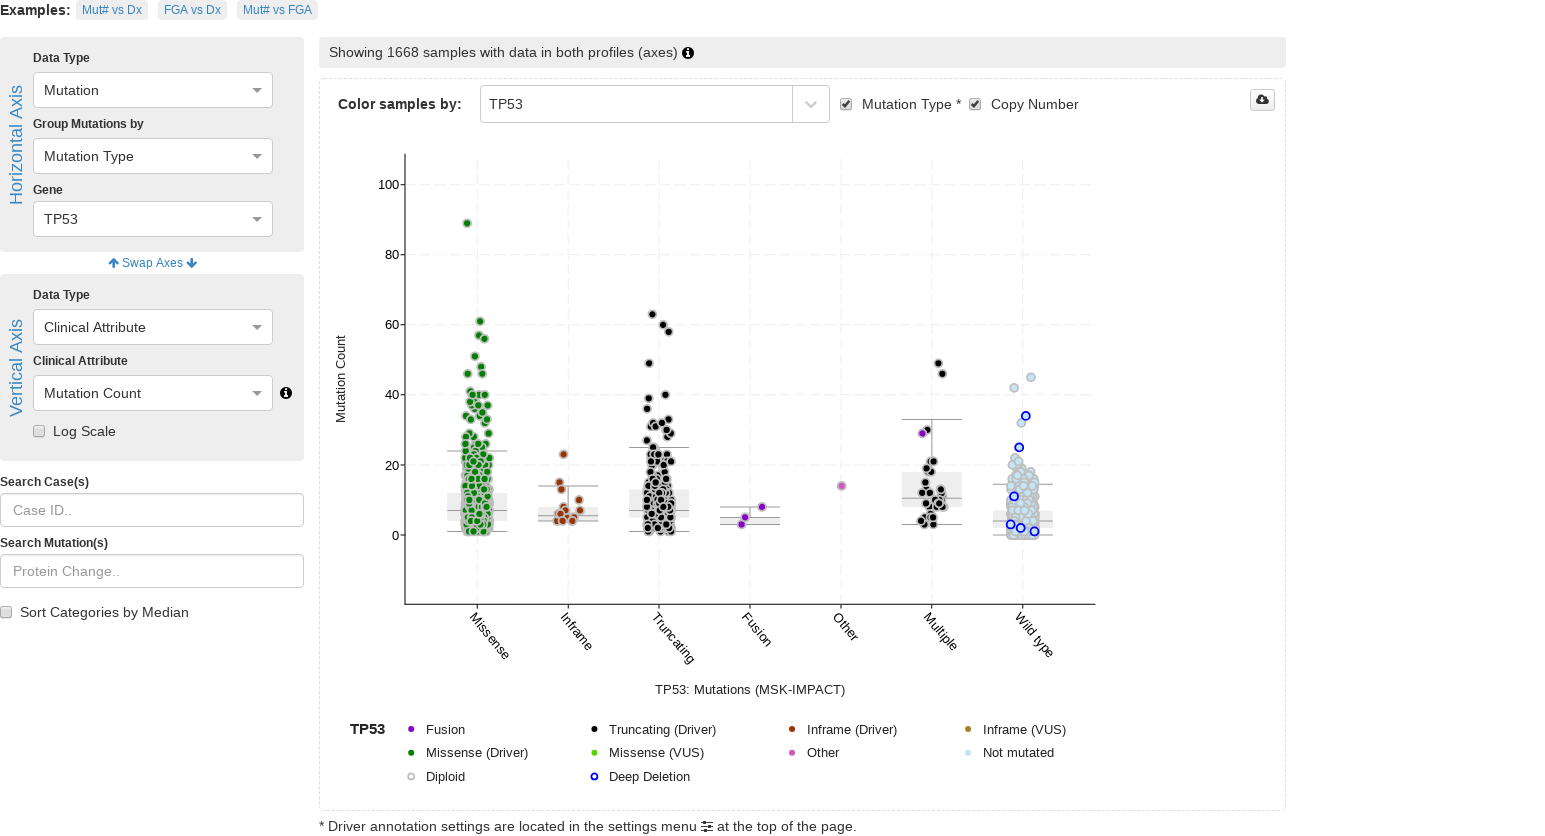 Examples: Mut# vs Dx FGA vs Dx Mut# vs FGA
Horizontal Axis
Data Type
Mutation
Group Mutations by
Mutation Type
Gene
TP53
Swap Axes
Vertical Axis
Data Type
Clinical Attribute
Clinical Attribute
Mutation Count
Log Scale
Search Case(s)
Case ID..
Search Mutation(s)
Protein Change..
Sort Categories by Median
Showing 1668 samples with data in both profiles (axes)
Color samples by: TP53 Mutation Type * Copy Number
Mutation Count
100
80
60
40
20
0
Missense
Inframe
Truncating
Fusion
Other
Multiple
Wild type
TP53: Mutations (MSK-IMPACT)
TP53 Fusion Truncating (Driver) Inframe (Driver) Inframe (VUS)
Missense (Driver) Missense (VUS) Other Not mutated
Diploid Deep Deletion
* Driver annotation settings are located in the settings menu at the top of the page.